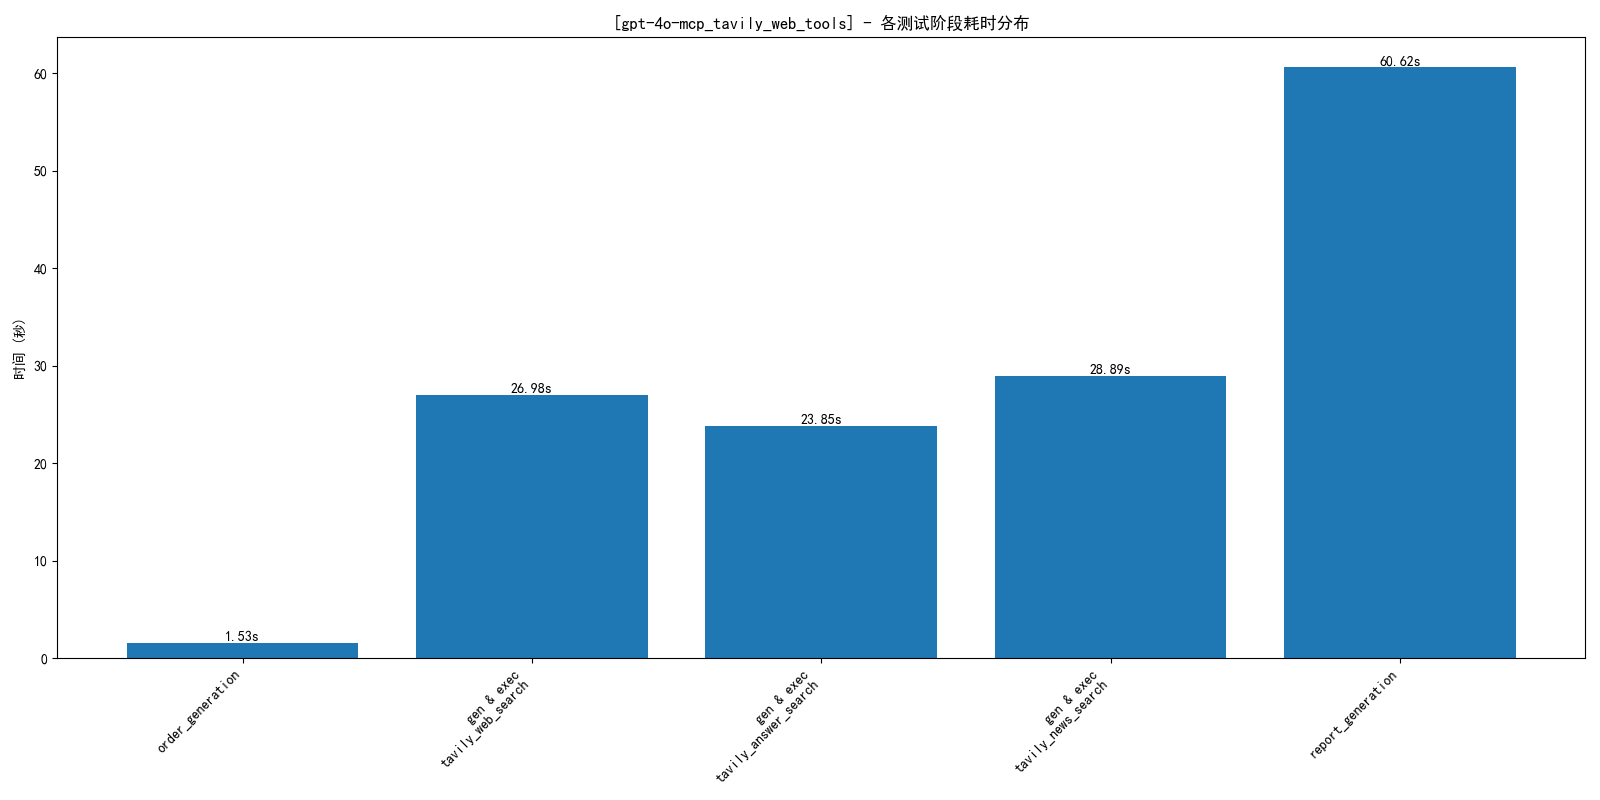 [gpt-4o-mcp_tavily_web_tools] - 各测试阶段耗时分布
时间 (秒)
60
50
40
30
20
10
0
1.53s
26.98s
23.85s
28.89s
60.62s
order_generation
gen & exec
tavily_web_search
gen & exec
tavily_answer_search
gen & exec
tavily_news_search
report_generation